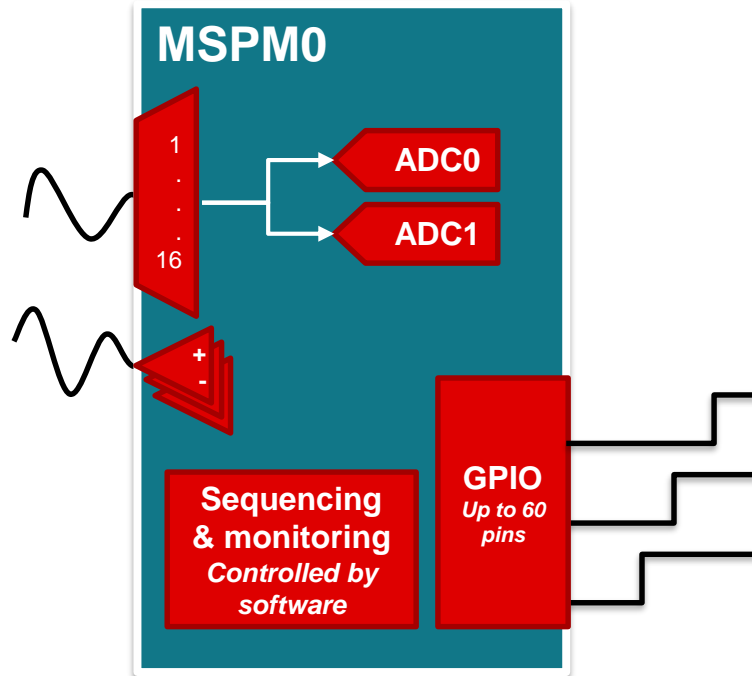 MSPM0
1
.
.
.
16
ADC0
ADC1
+
-
GPIO
Up to 60
pins
Sequencing
& monitoring
Controlled by
software